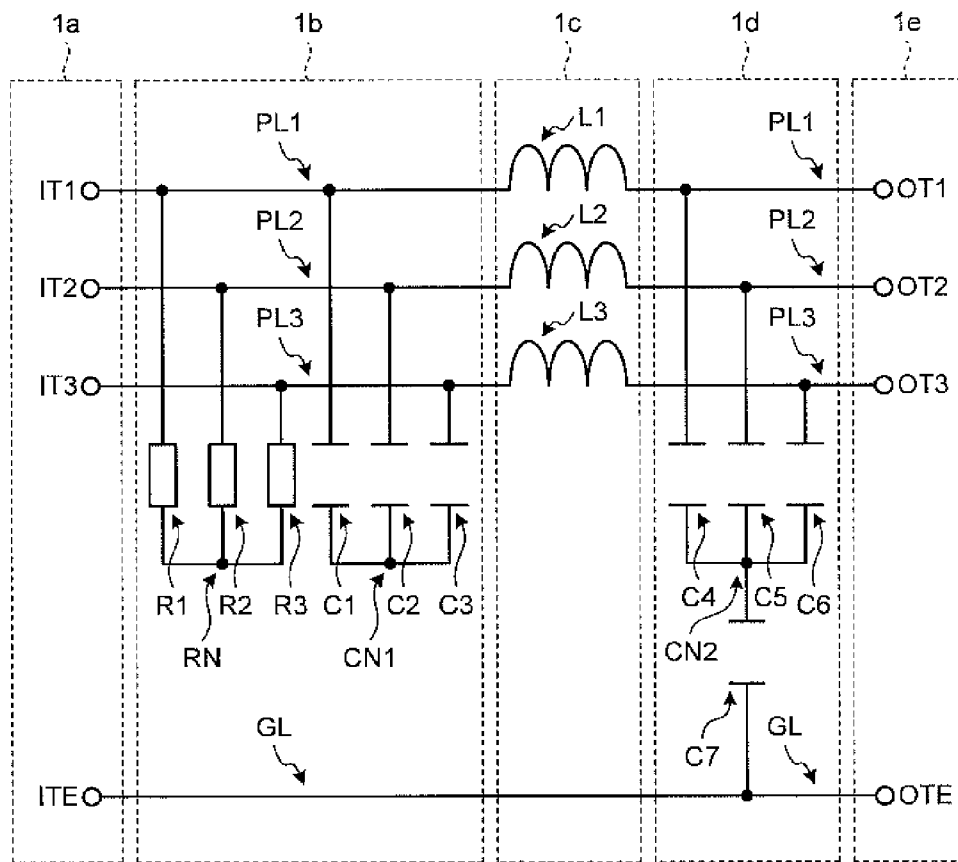 1a 1b 1c 1d 1e
PL1 L1 PL1
IT1 OT1
PL2 L2 PL2
IT2 OT2
PL3 L3 PL3
IT3 OT3
R1 R2 R3 C1 C2 C3 C4 C5 C6
RN CN1 CN2
GL C7 GL
ITE OTE